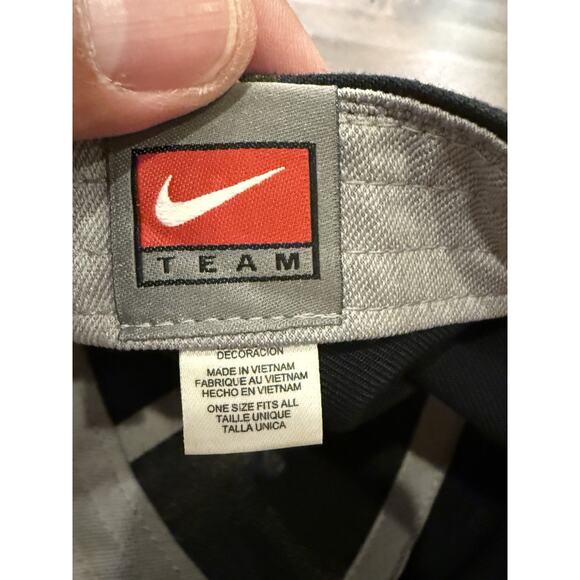 TEAM
DECORACION
MADE IN VIETNAM
FABRIQUE AU VIETNAM
HECHO EN VIETNAM
ONE SIZE FITS ALL
TAILLE UNIQUE
TALLA UNICA